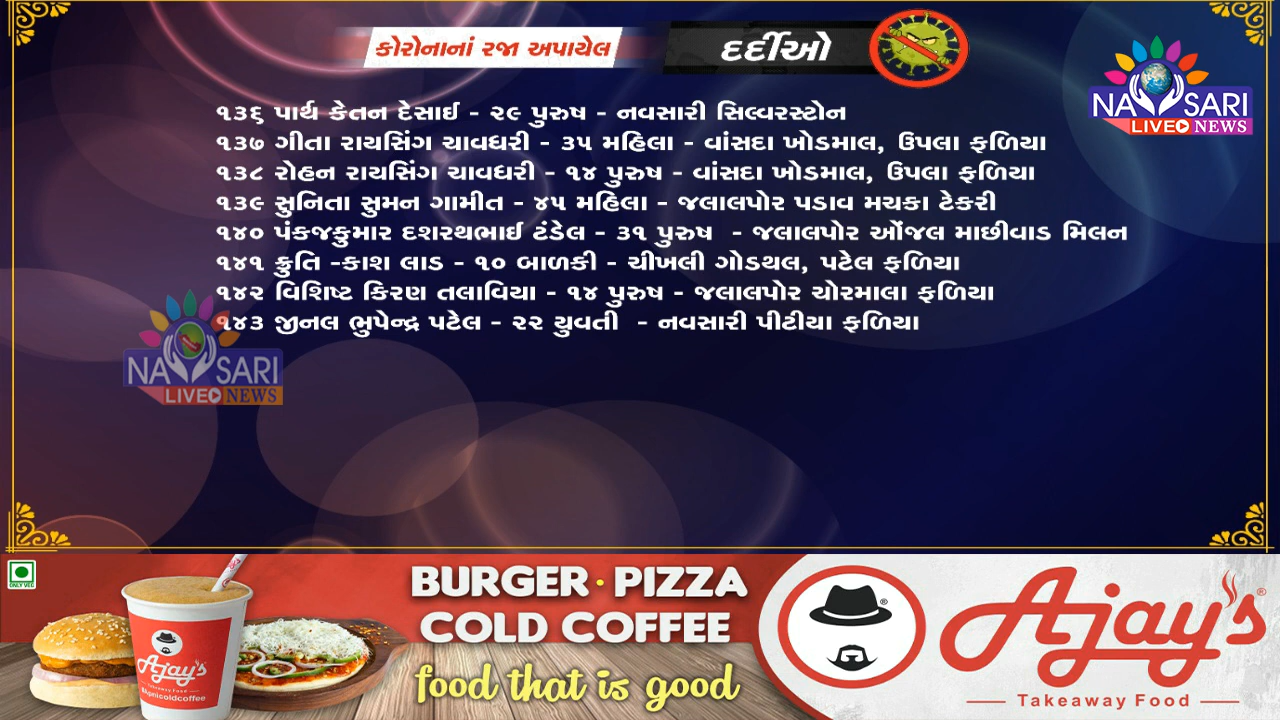 કોરોનાનાં રજા અપાયેલ દર્દીઓ
NAVSARI
LIVE NEWS
૧૩૬ પાર્થ કેતન દેસાઈ - ૨૯ પુરુષ - નવસારી સિલ્વરસ્ટોન
૧૩૭ ગીતા રાયસિંગ ચાવધરી - ૩૫ મહિલા - વાંસદા ખોડમાલ, ઉપલા ફળિયા
૧૩૮ રોહન રાયસિંગ ચાવધરી - ૧૪ પુરુષ - વાંસદા ખોડમાલ, ઉપલા ફળિયા
૧૩૯ સુનિતા સુમન ગામીત - ૪૫ મહિલા - જલાલપોર પડાવ મચકા ટેકરી
૧૪૦ પંકજકુમાર દશરથભાઈ ટંડેલ - ૩૧ પુરુષ - જલાલપોર ઓંજલ માછીવાડ મિલન
૧૪૧ ક્રુતિ -કાશ લાડ - ૧૦ બાળકી - ચીખલી ગોડથલ, પટેલ ફળિયા
૧૪૨ વિશિષ્ટ કિરણ તલાવિયા - ૧૪ પુરુષ - જલાલપોર ચોરમાલા ફળિયા
૧૪૩ જીનલ ભુપેન્દ્ર પટેલ - ૨૨ યુવતી - નવસારી પીટીયા ફળિયા
NAVSARI
LIVE NEWS
ONLY VEG
Ajay's
Takeaway Food
BURGER · PIZZA
COLD COFFEE
food that is good
Ajay's®
Takeaway Food